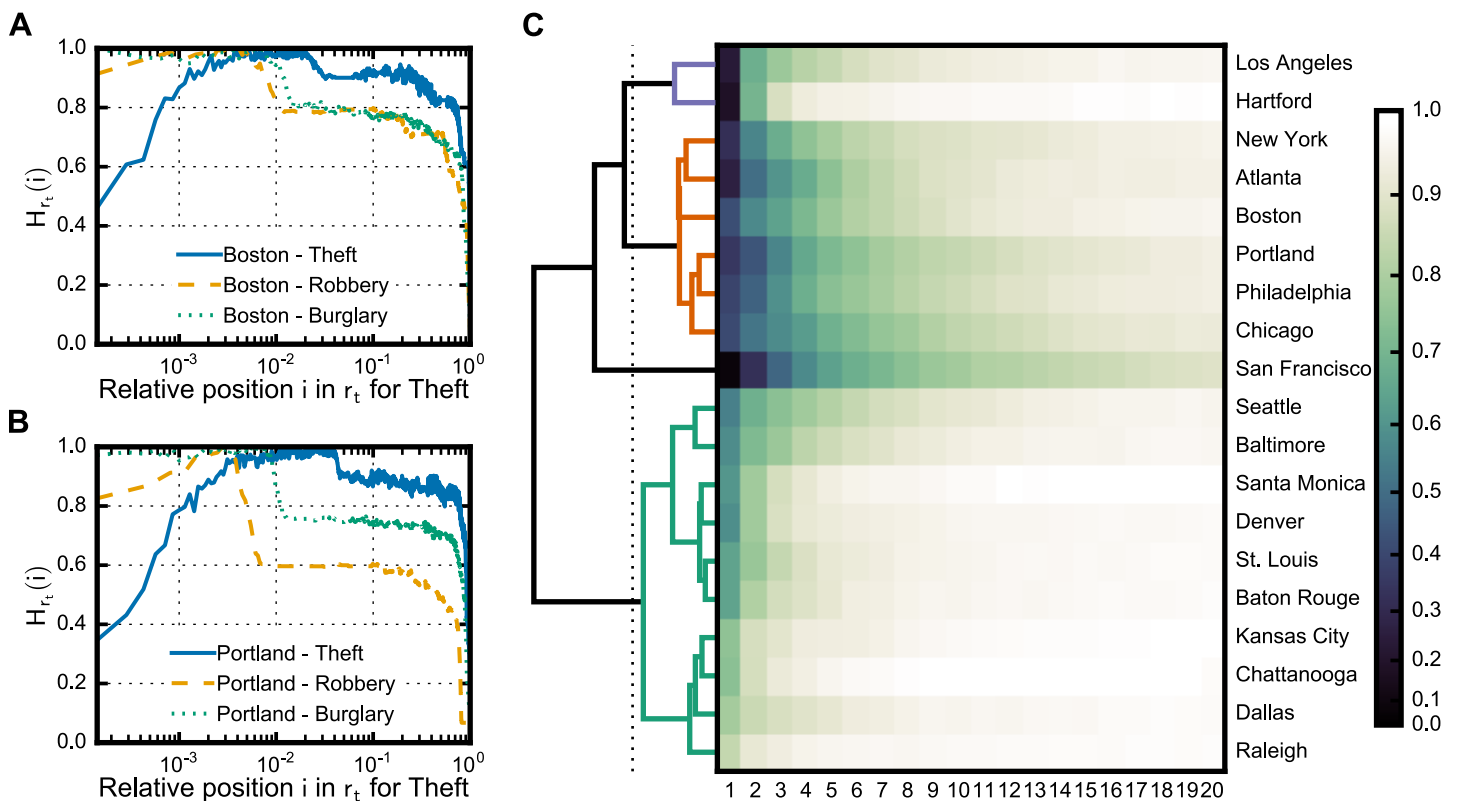 A
1.0
0.8
0.6
0.4
0.2
0.0
H_{r_t}(i)
Boston - Theft
Boston - Robbery
Boston - Burglary
10^{-3} 10^{-2} 10^{-1} 10^{0}
Relative position i in r_t for Theft
B
1.0
0.8
0.6
0.4
0.2
0.0
H_{r_t}(i)
Portland - Theft
Portland - Robbery
Portland - Burglary
10^{-3} 10^{-2} 10^{-1} 10^{0}
Relative position i in r_t for Theft
C
Los Angeles
Hartford
New York
Atlanta
Boston
Portland
Philadelphia
Chicago
San Francisco
Seattle
Baltimore
Santa Monica
Denver
St. Louis
Baton Rouge
Kansas City
Chattanooga
Dallas
Raleigh
1 2 3 4 5 6 7 8 9 10 11 12 13 14 15 16 17 18 19 20
1.0
0.9
0.8
0.7
0.6
0.5
0.4
0.3
0.2
0.1
0.0